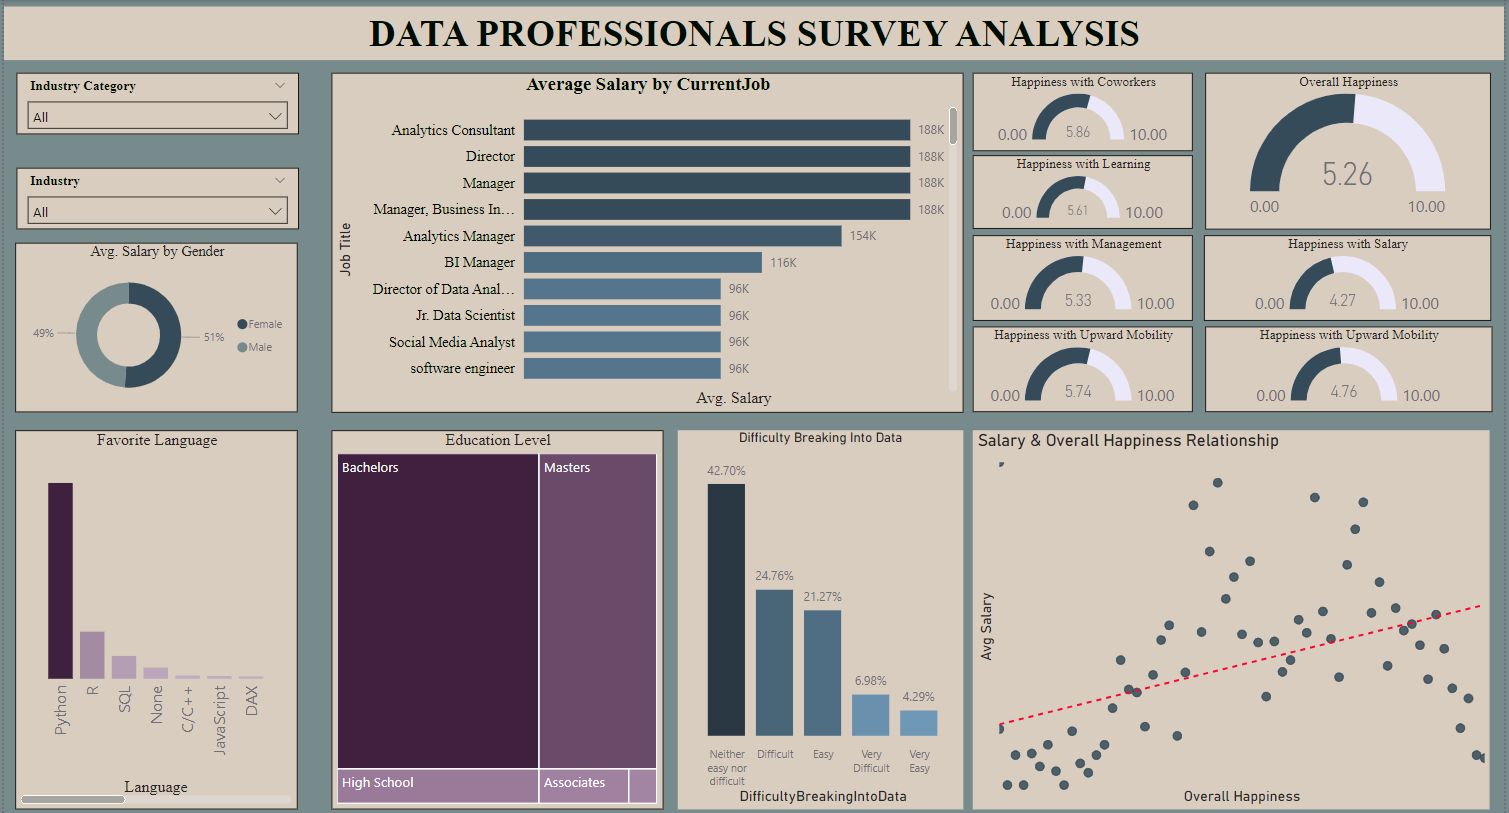 DATA PROFESSIONALS SURVEY ANALYSIS
Industry Category
All
Industry
All
Avg. Salary by Gender
49%
51%
Female
Male
Average Salary by CurrentJob
Job Title
Analytics Consultant
188K
Director
188K
Manager
188K
Manager, Business In…
188K
Analytics Manager
154K
BI Manager
116K
Director of Data Anal…
96K
Jr. Data Scientist
96K
Social Media Analyst
96K
software engineer
96K
Avg. Salary
Happiness with Coworkers
0.00
5.86
10.00
Happiness with Learning
0.00
5.61
10.00
Happiness with Management
0.00
5.33
10.00
Happiness with Upward Mobility
0.00
5.74
10.00
Overall Happiness
5.26
0.00
10.00
Happiness with Salary
0.00
4.27
10.00
Happiness with Upward Mobility
0.00
4.76
10.00
Favorite Language
Python
R
SQL
None
C/C++
JavaScript
DAX
Language
Education Level
Bachelors
Masters
High School
Associates
Difficulty Breaking Into Data
42.70%
24.76%
21.27%
6.98%
4.29%
Neither
easy nor
difficult
Difficult
Easy
Very
Difficult
Very
Easy
DifficultyBreakingIntoData
Salary & Overall Happiness Relationship
Avg Salary
Overall Happiness